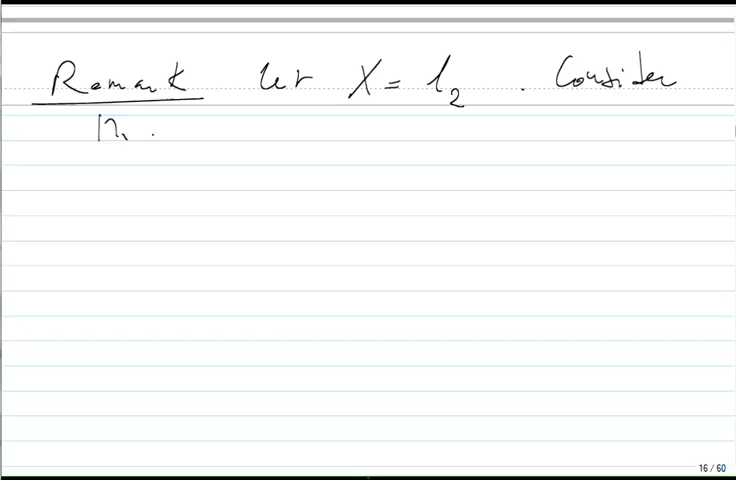 Remark Let X = l₂ . Consider
16 / 60